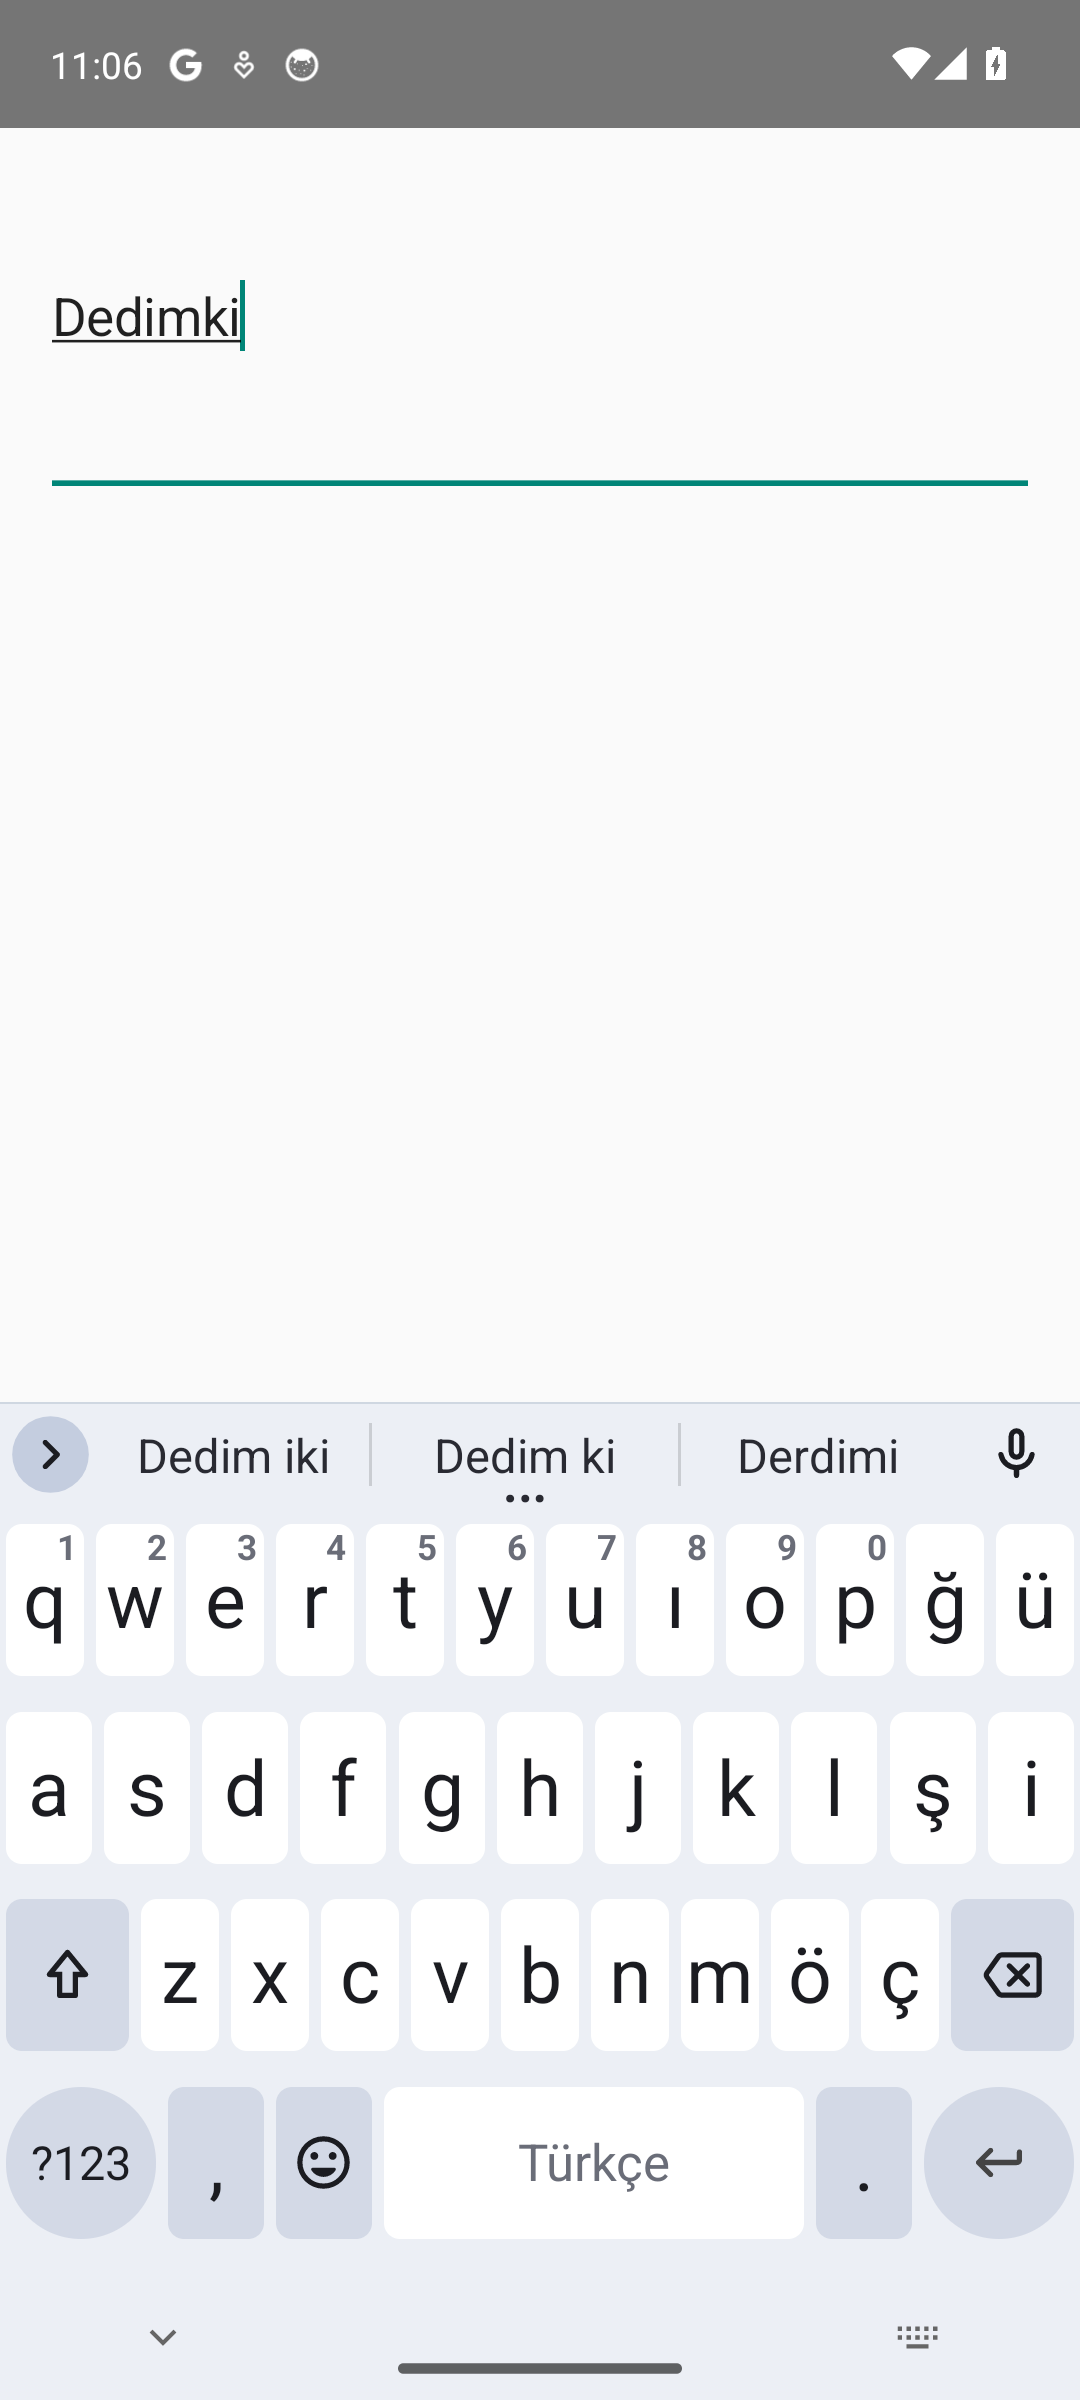 11:06
Dedimki
Dedim iki Dedim ki Derdimi
1 2 3 4 5 6 7 8 9 0
q w e r t y u ı o p ğ ü
a s d f g h j k l ş i
z x c v b n m ö ç
?123 , Türkçe .